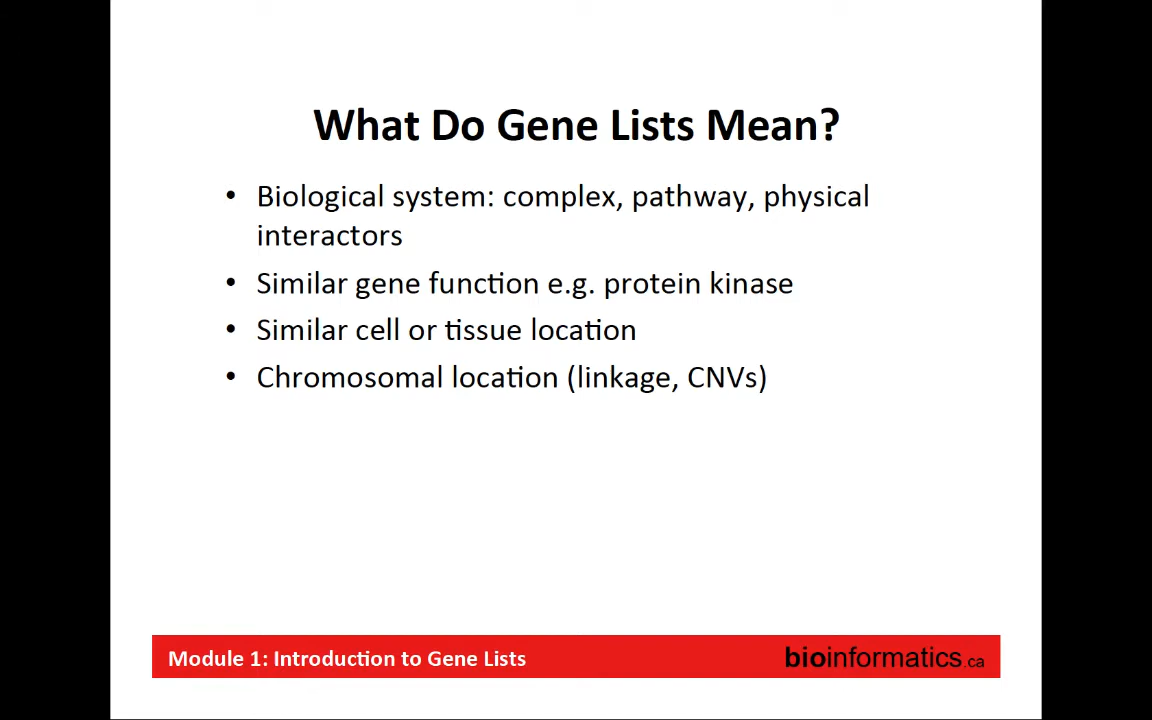 What Do Gene Lists Mean?
• Biological system: complex, pathway, physical
interactors
• Similar gene function e.g. protein kinase
• Similar cell or tissue location
• Chromosomal location (linkage, CNVs)
Module 1: Introduction to Gene Lists
bioinformatics.ca